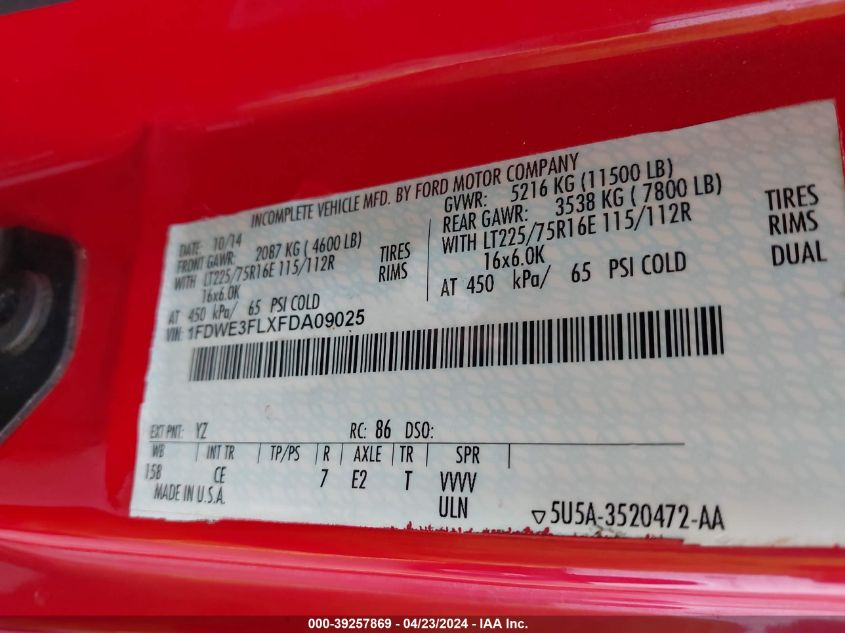 INCOMPLETE VEHICLE MFD. BY FORD MOTOR COMPANY
DATE: 10/14
FRONT GAWR: 2087 KG ( 4600 LB)
WITH LT225/75R16E 115/112R TIRES
16x6.0K RIMS
AT 450 kPa/ 65 PSI COLD
GVWR: 5216 KG (11500 LB)
REAR GAWR: 3538 KG ( 7800 LB)
WITH LT225/75R16E 115/112R TIRES
16x6.0K RIMS
AT 450 kPa/ 65 PSI COLD DUAL
VIN: 1FDWE3FLXFDA09025
EXT PNT: YZ RC: 86 DSO:
WB INT TR TP/PS R AXLE TR SPR
158 CE 7 E2 T VVVV
MADE IN U.S.A. ULN
5U5A-3520472-AA
000-39257869 - 04/23/2024 - IAA Inc.